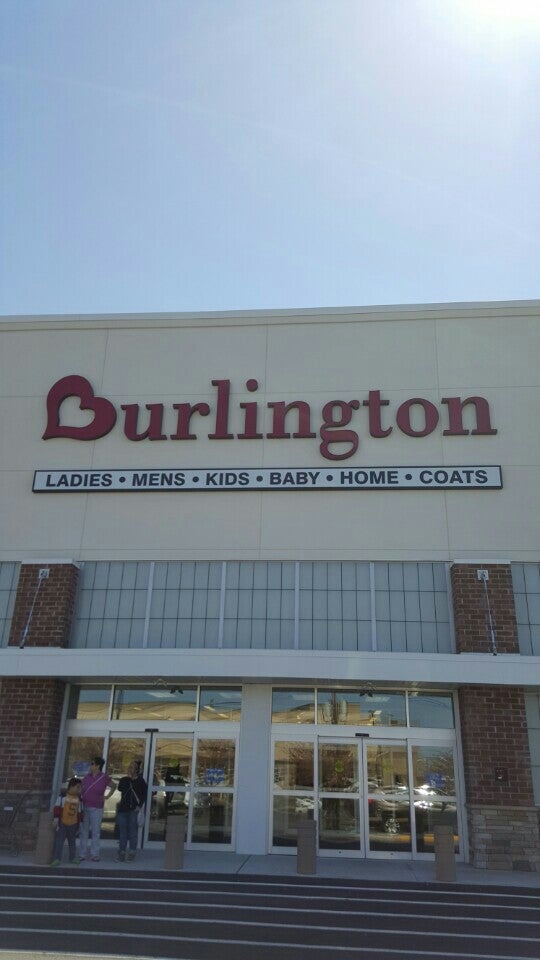 Burlington
LADIES • MENS • KIDS • BABY • HOME • COATS